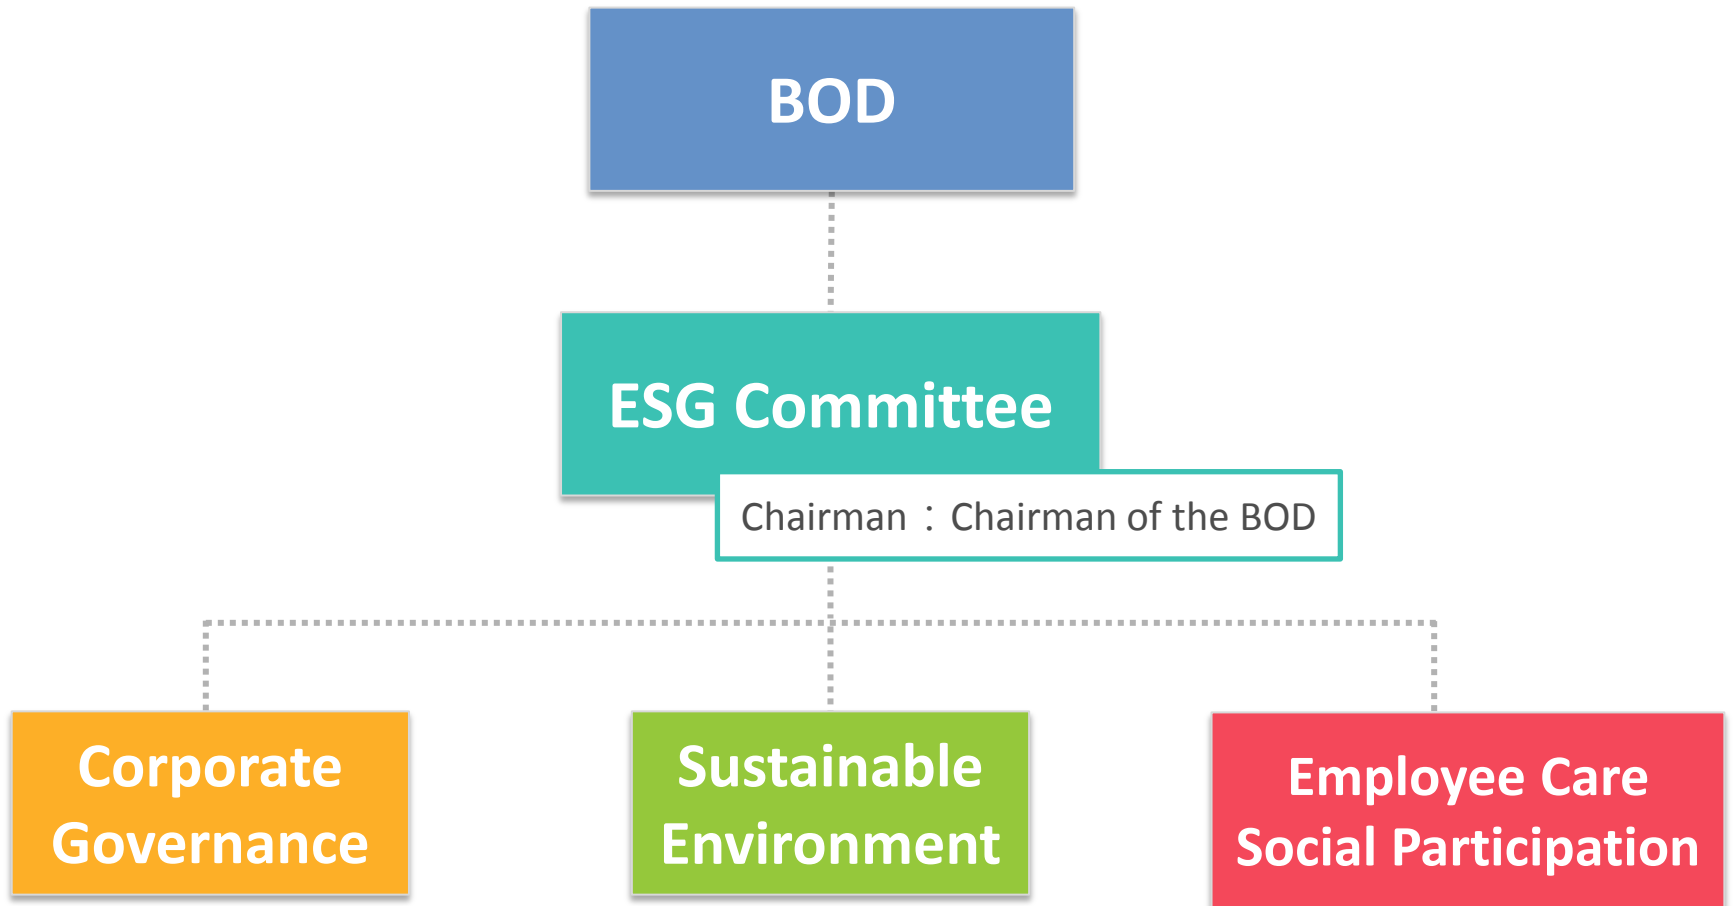 BOD
ESG Committee
Chairman：Chairman of the BOD
Corporate
Governance
Sustainable
Environment
Employee Care
Social Participation